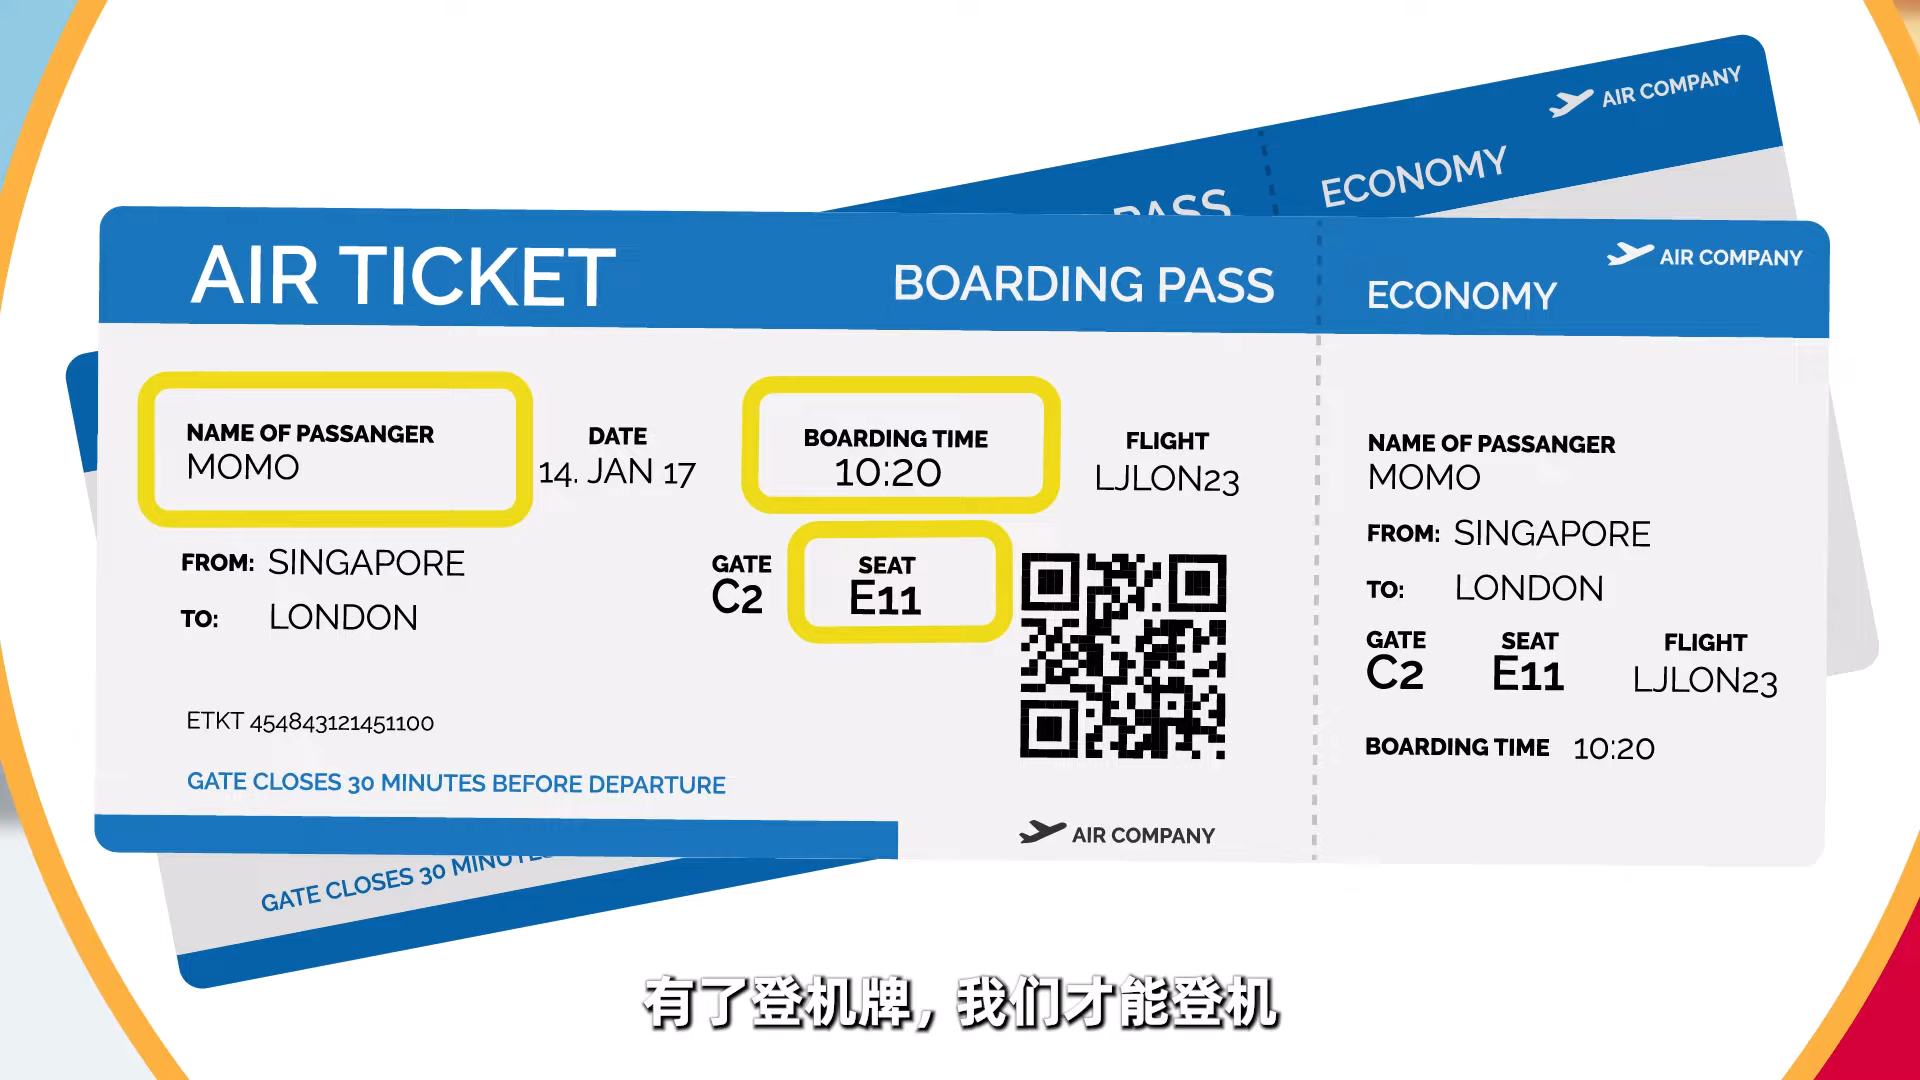 AIR COMPANY
ECONOMY
PASS
AIR TICKET
BOARDING PASS
ECONOMY
AIR COMPANY
NAME OF PASSANGER
MOMO
DATE
14. JAN 17
BOARDING TIME
10:20
FLIGHT
LJLON23
FROM: SINGAPORE
TO: LONDON
GATE
C2
SEAT
E11
ETKT 454843121451100
GATE CLOSES 30 MINUTES BEFORE DEPARTURE
AIR COMPANY
NAME OF PASSANGER
MOMO
FROM: SINGAPORE
TO: LONDON
GATE SEAT FLIGHT
C2 E11 LJLON23
BOARDING TIME 10:20
GATE CLOSES 30 MINUTES
有了登机牌，我们才能登机